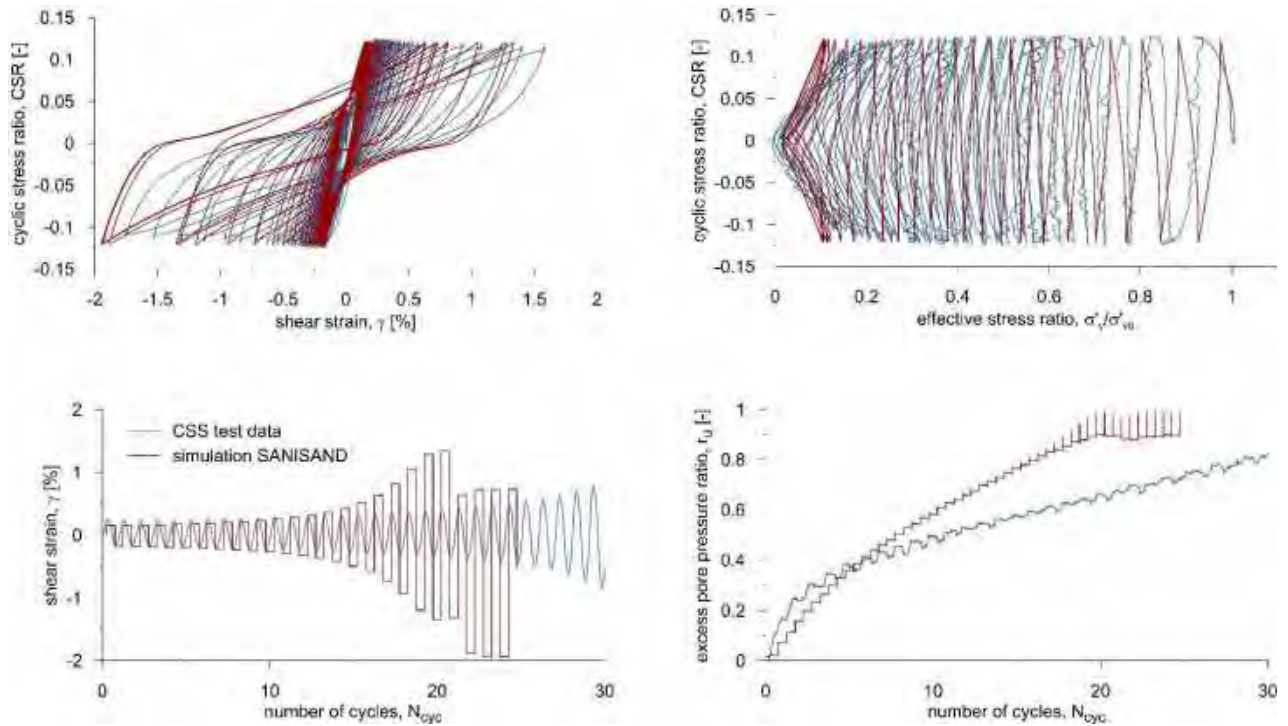 cyclic stress ratio, CSR [-]
0.15
0.1
0.05
0
-0.05
-0.1
-0.15
-2 -1.5 -1 -0.5 0 0.5 1 1.5 2
shear strain, γ [%]
cyclic stress ratio, CSR [-]
0.15
0.1
0.05
0
-0.05
-0.1
-0.15
0 0.2 0.4 0.6 0.8 1
effective stress ratio, σ'v/σ'v0
shear strain, γ [%]
2
1
0
-1
-2
CSS test data
simulation SANISAND
0 10 20 30
number of cycles, Ncyc
excess pore pressure ratio, ru [-]
1
0.8
0.6
0.4
0.2
0
0 10 20 30
number of cycles, Ncyc